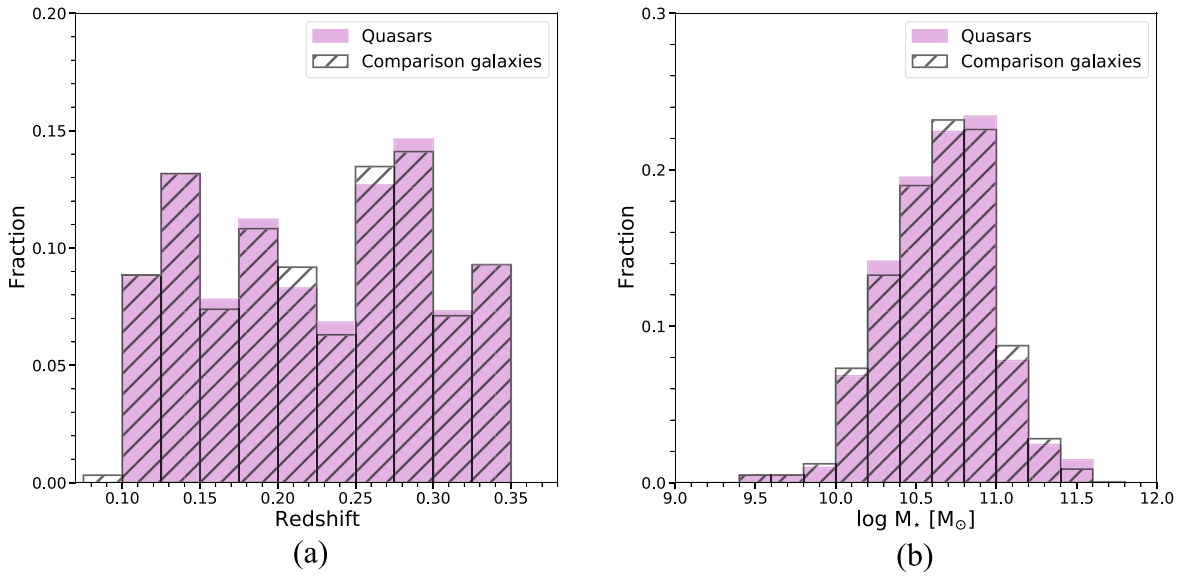 0.20
0.15
0.10
0.05
0.00
Fraction
Quasars
Comparison galaxies
0.10 0.15 0.20 0.25 0.30 0.35
Redshift
(a)
0.3
0.2
0.1
0.0
Fraction
Quasars
Comparison galaxies
9.0 9.5 10.0 10.5 11.0 11.5 12.0
log M⋆ [M⊙]
(b)